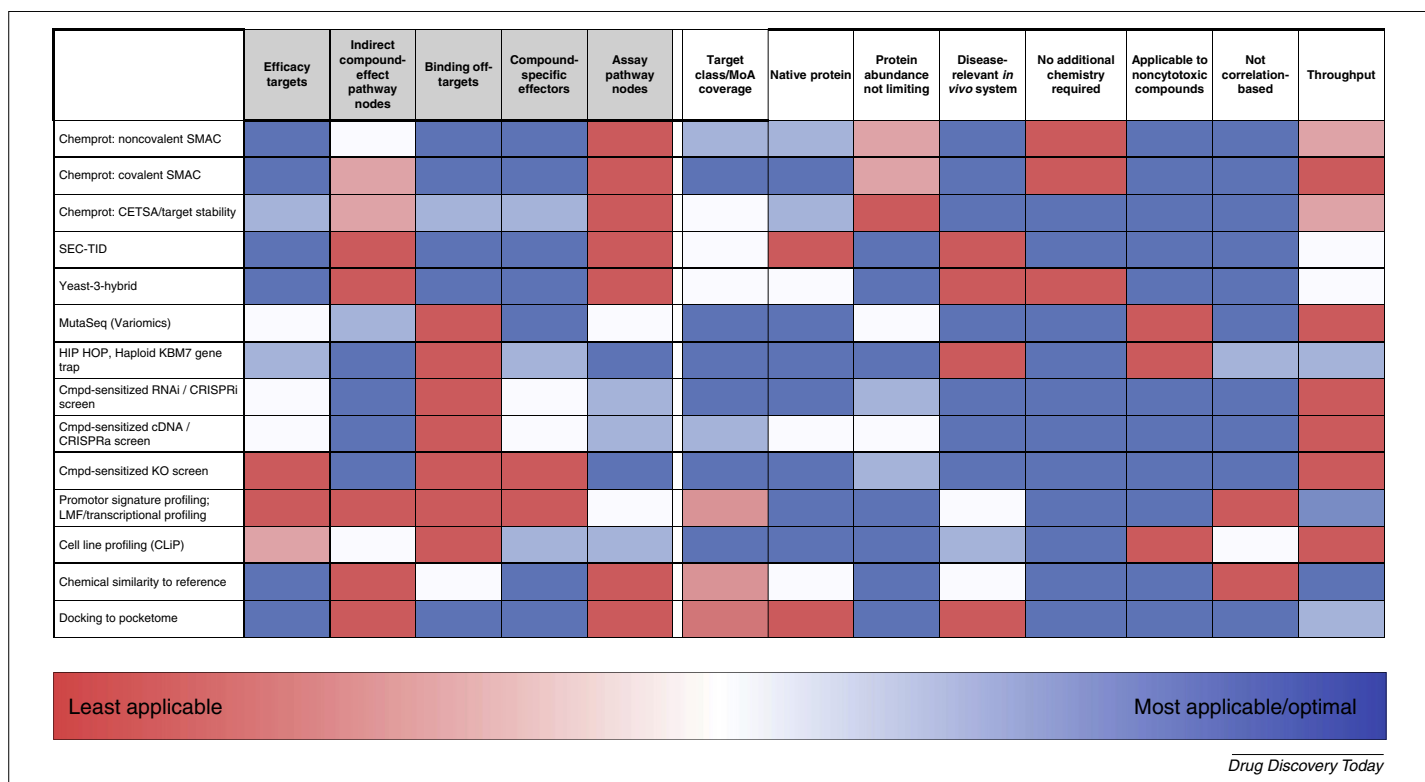 Efficacy
targets
Indirect
compound-
effect
pathway
nodes
Binding off-
targets
Compound-
specific
effectors
Assay
pathway
nodes
Target
class/MoA
coverage
Native protein
Protein
abundance
not limiting
Disease-
relevant in
vivo system
No additional
chemistry
required
Applicable to
noncytotoxic
compounds
Not
correlation-
based
Throughput
Chemprot: noncovalent SMAC
Chemprot: covalent SMAC
Chemprot: CETSA/target stability
SEC-TID
Yeast-3-hybrid
MutaSeq (Variomics)
HIP HOP, Haploid KBM7 gene
trap
Cmpd-sensitized RNAi / CRISPRi
screen
Cmpd-sensitized cDNA /
CRISPRa screen
Cmpd-sensitized KO screen
Promotor signature profiling;
LMF/transcriptional profiling
Cell line profiling (CLiP)
Chemical similarity to reference
Docking to pocketome
Least applicable
Most applicable/optimal
Drug Discovery Today